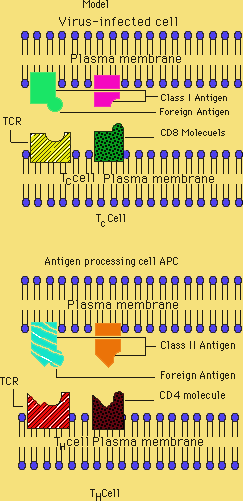 Model
Virus-infected cell
Plasma membrane
Class I Antigen
Foreign Antigen
TCR
CD8 Molecuels
TC cell Plasma membrane
TC Cell
Antigen processing cell APC
Plasma membrane
Class II Antigen
Foreign Antigen
TCR
CD4 molecule
TH cell Plasma membrane
TH Cell